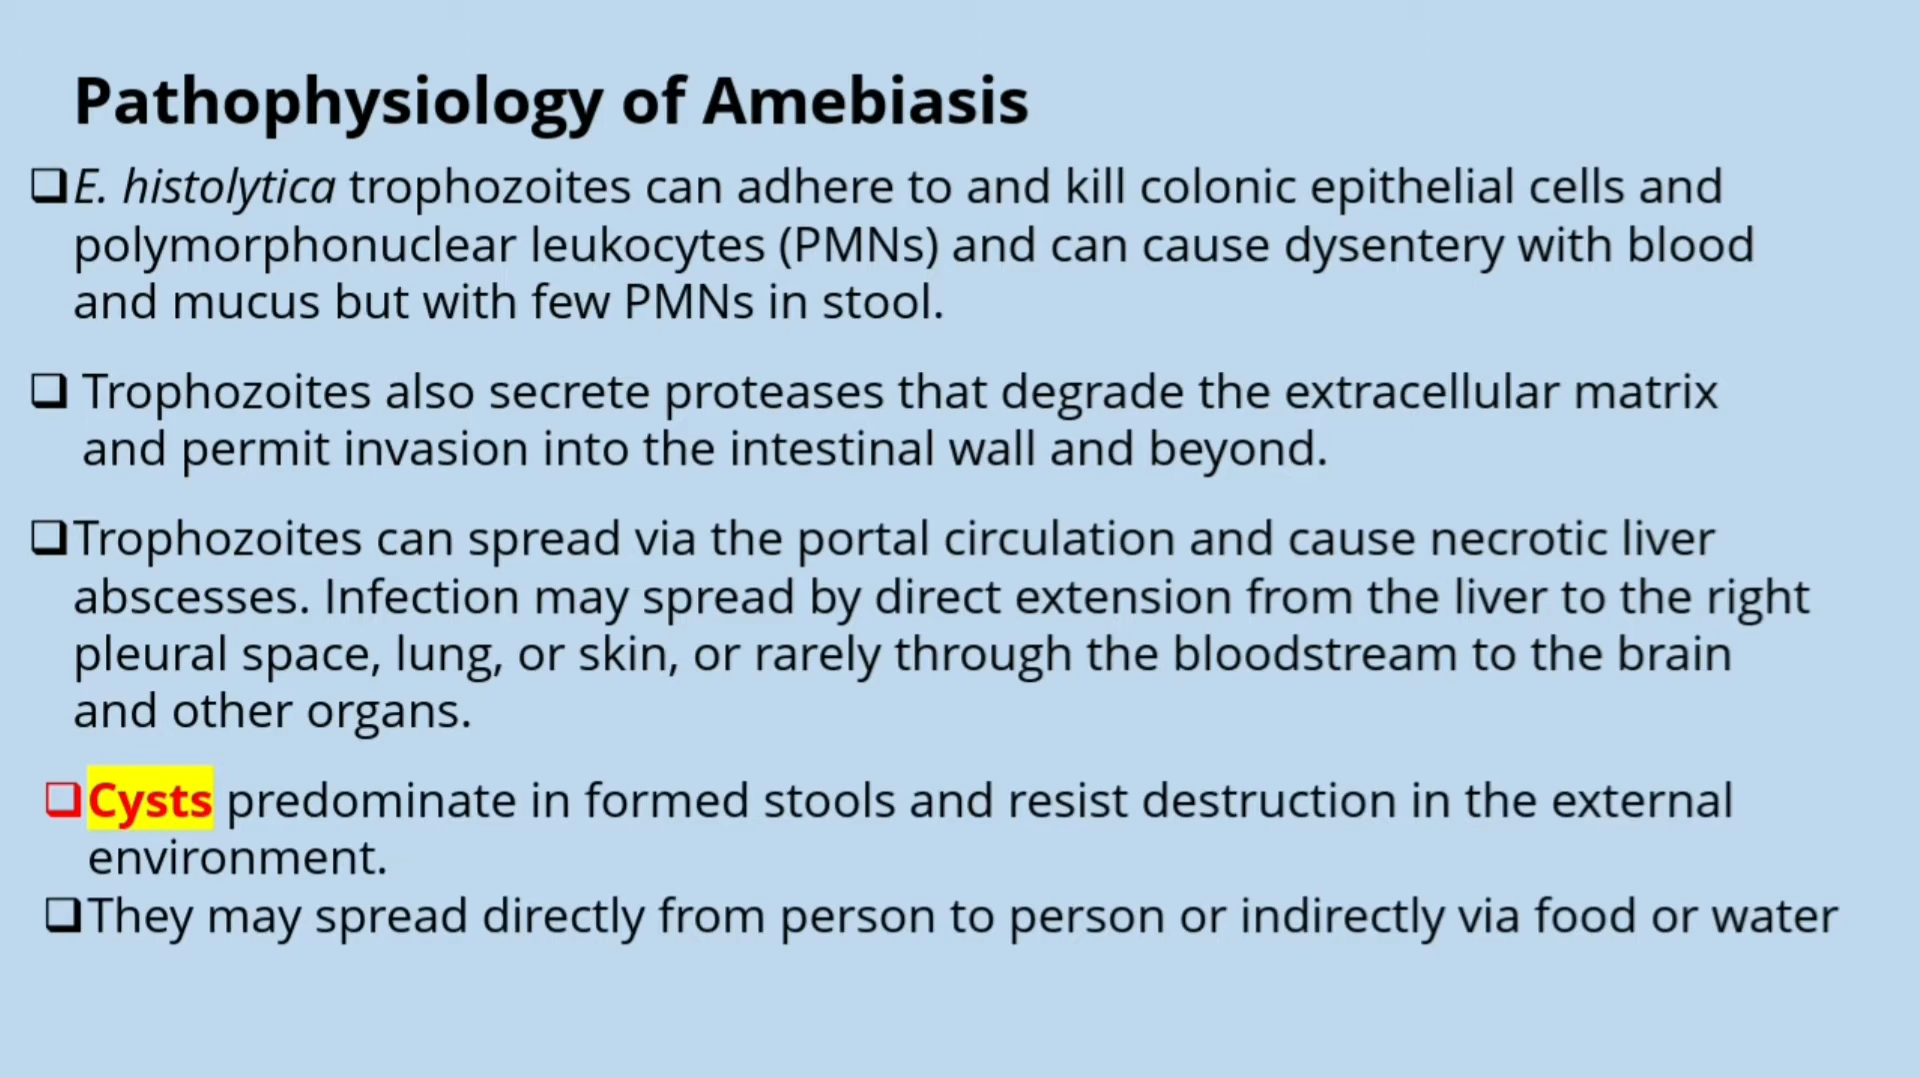 Pathophysiology of Amebiasis
❑E. histolytica trophozoites can adhere to and kill colonic epithelial cells and
polymorphonuclear leukocytes (PMNs) and can cause dysentery with blood
and mucus but with few PMNs in stool.
❑ Trophozoites also secrete proteases that degrade the extracellular matrix
and permit invasion into the intestinal wall and beyond.
❑Trophozoites can spread via the portal circulation and cause necrotic liver
abscesses. Infection may spread by direct extension from the liver to the right
pleural space, lung, or skin, or rarely through the bloodstream to the brain
and other organs.
❑Cysts predominate in formed stools and resist destruction in the external
environment.
❑They may spread directly from person to person or indirectly via food or water